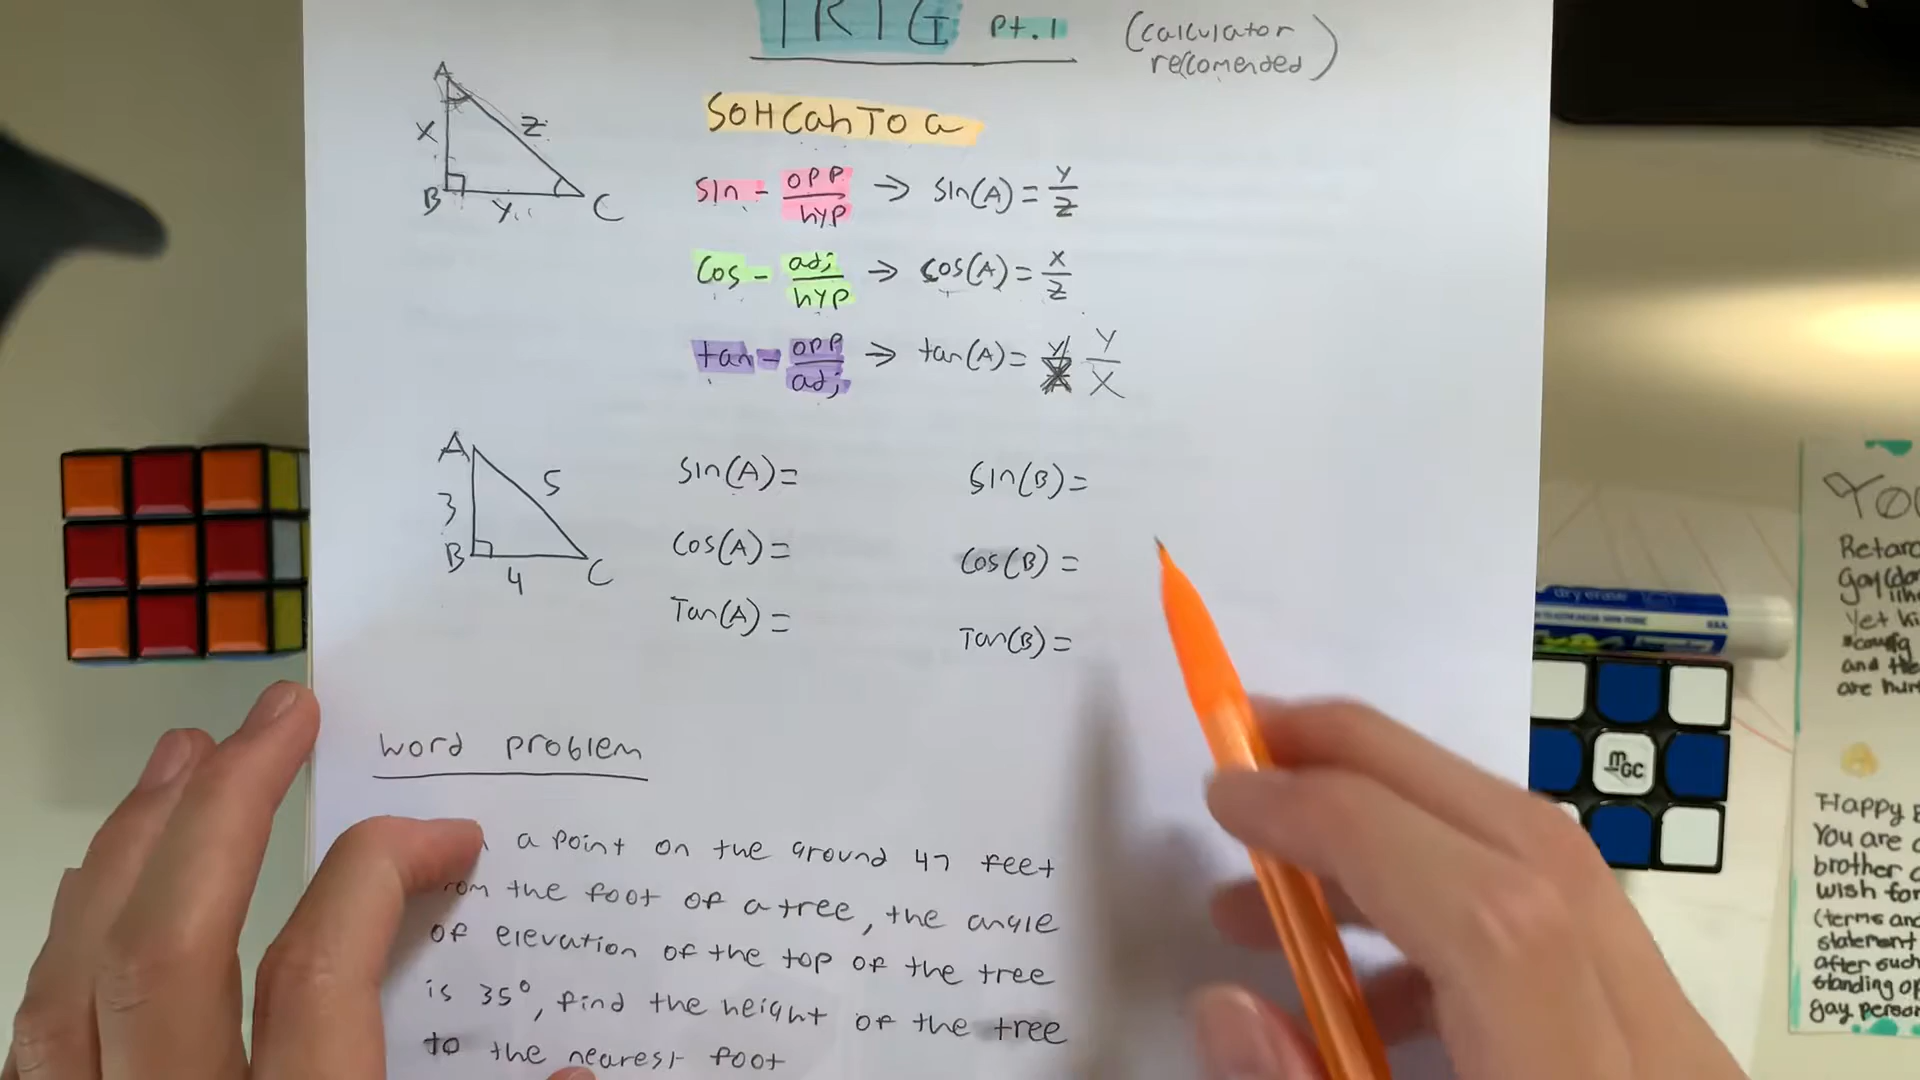 TRIG Pt.1
(calculator
recomended)
SOHCahToa
A
x
z
B
y
C
sin - opp/hyp → sin(A) = y/z
cos - adj/hyp → cos(A) = x/z
tan - opp/adj → tan(A) = y/x
A
3
5
B
4
C
sin(A) =
cos(A) =
Tan(A) =
sin(B) =
cos(B) =
Tan(B) =
word problem
a point on the ground 47 feet
the foot of a tree, the angle
of elevation of the top of the tree
is 35°, find the height of the tree
to the nearest foot
dry erase
MGC
and the
Happy
You are
brother
wish for
(terms and
statement
after such
standing of
gay person